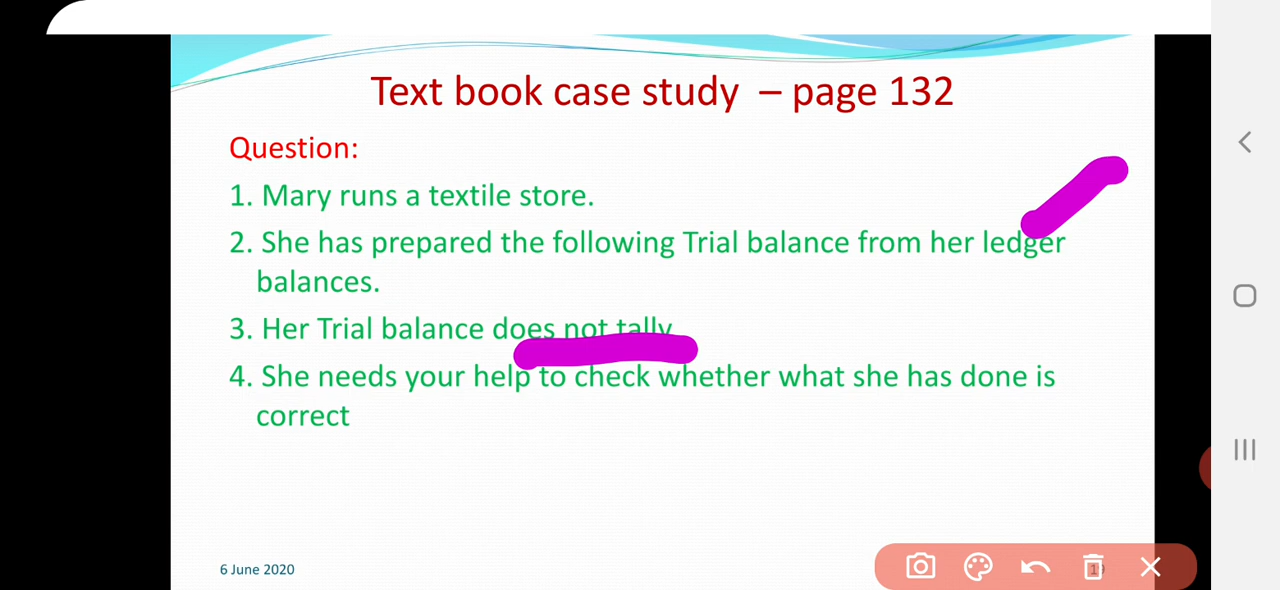 Text book case study – page 132
Question:
1. Mary runs a textile store.
2. She has prepared the following Trial balance from her ledger
balances.
3. Her Trial balance does not tally
4. She needs your help to check whether what she has done is
correct
6 June 2020